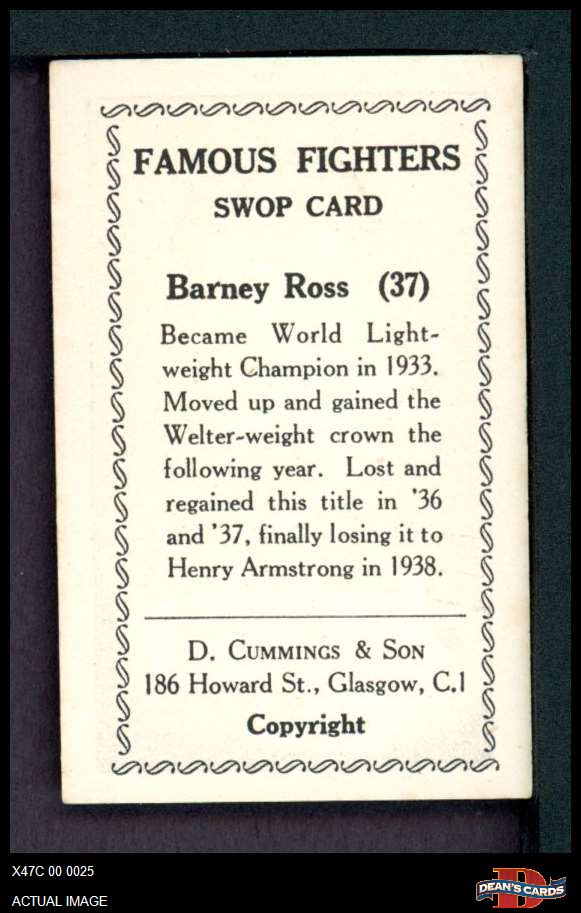 FAMOUS FIGHTERS
SWOP CARD
Barney Ross (37)
Became World Light-
weight Champion in 1933.
Moved up and gained the
Welter-weight crown the
following year. Lost and
regained this title in '36
and '37, finally losing it to
Henry Armstrong in 1938.
D. CUMMINGS & SON
186 Howard St., Glasgow, C.1
Copyright
X47C 00 0025
ACTUAL IMAGE
D
DEAN'S CARDS